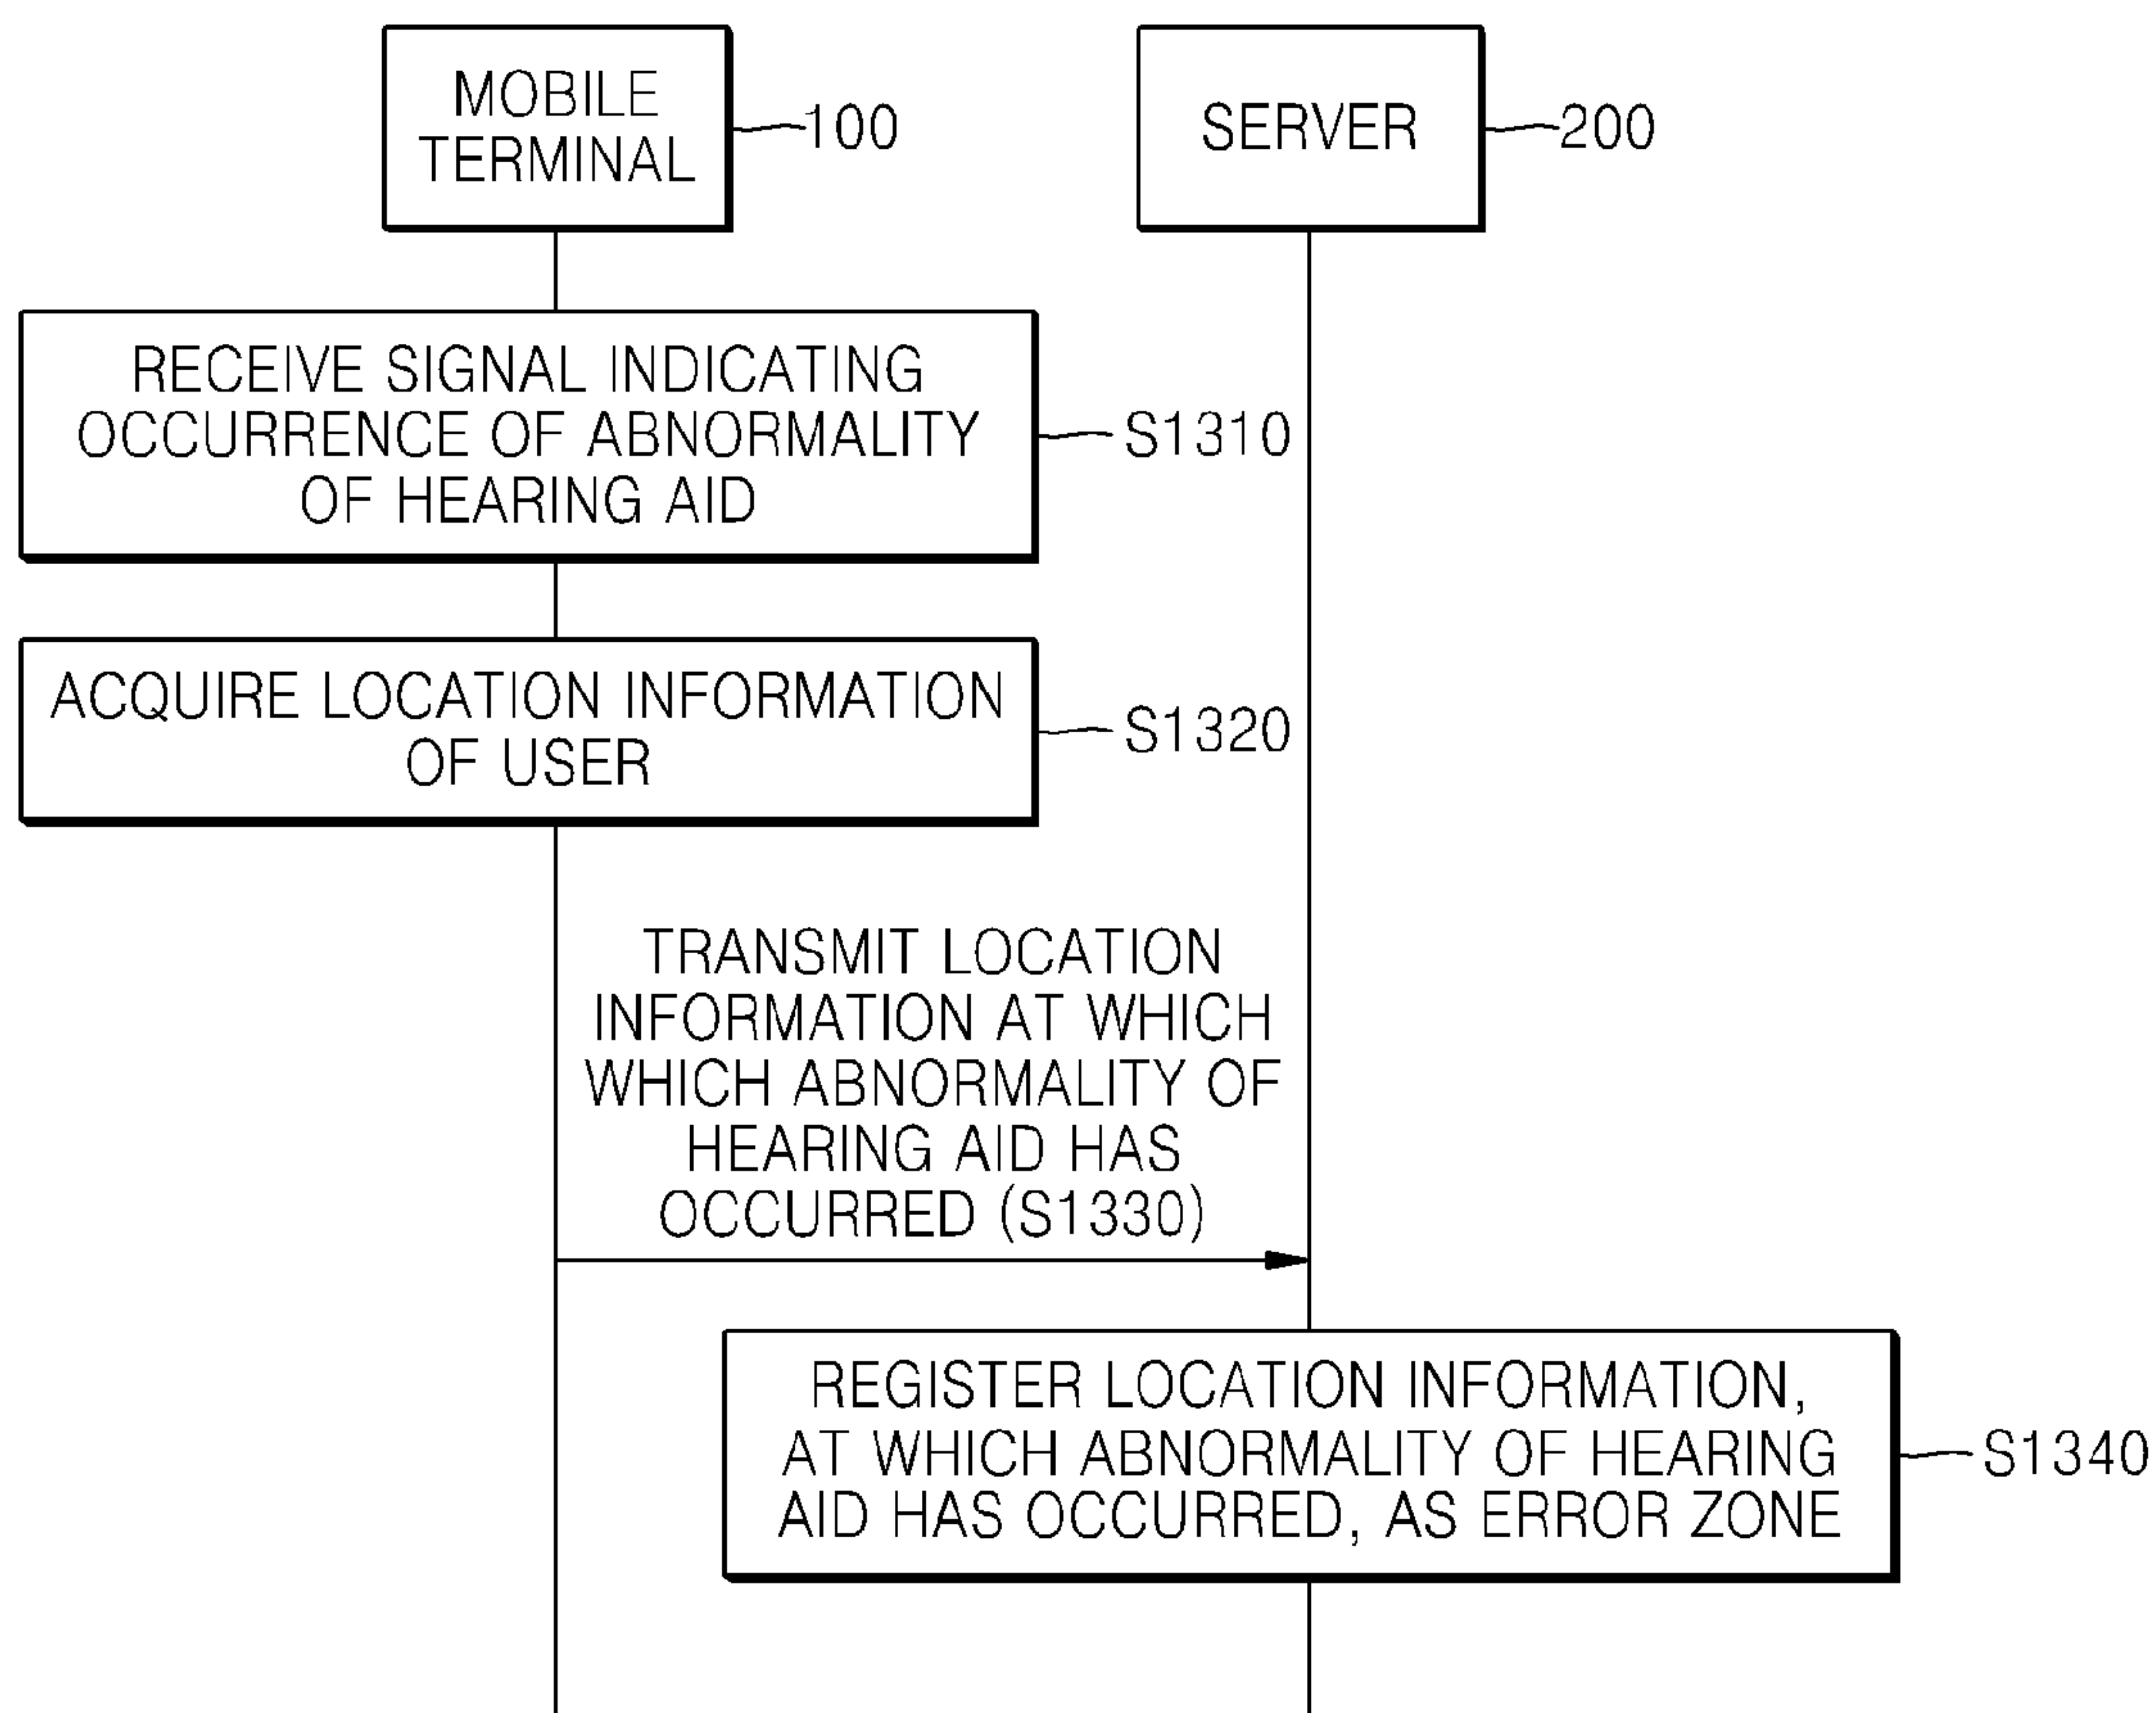 MOBILE
TERMINAL
100
SERVER
200
RECEIVE SIGNAL INDICATING
OCCURRENCE OF ABNORMALITY
OF HEARING AID
S1310
ACQUIRE LOCATION INFORMATION
OF USER
S1320
TRANSMIT LOCATION
INFORMATION AT WHICH
WHICH ABNORMALITY OF
HEARING AID HAS
OCCURRED (S1330)
REGISTER LOCATION INFORMATION,
AT WHICH ABNORMALITY OF HEARING
AID HAS OCCURRED, AS ERROR ZONE
S1340